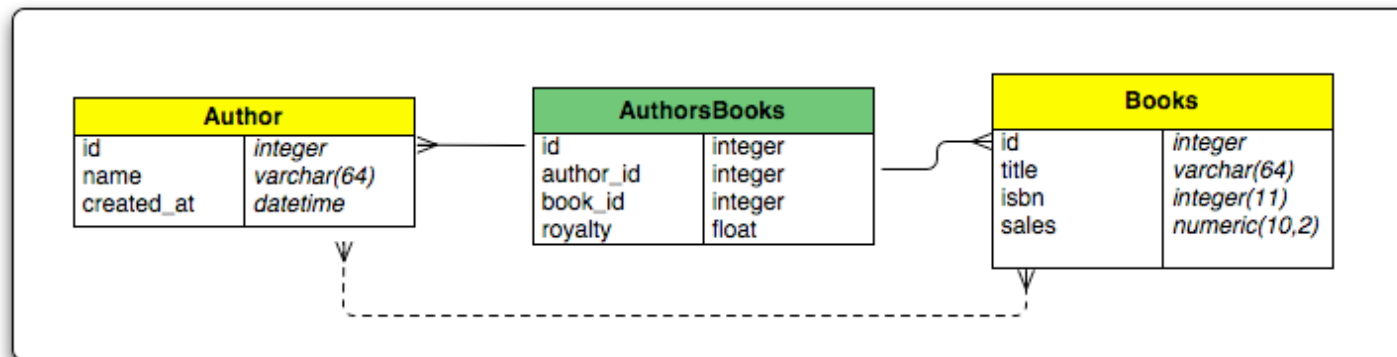 Author
id integer
name varchar(64)
created_at datetime
AuthorsBooks
id integer
author_id integer
book_id integer
royalty float
Books
id integer
title varchar(64)
isbn integer(11)
sales numeric(10,2)